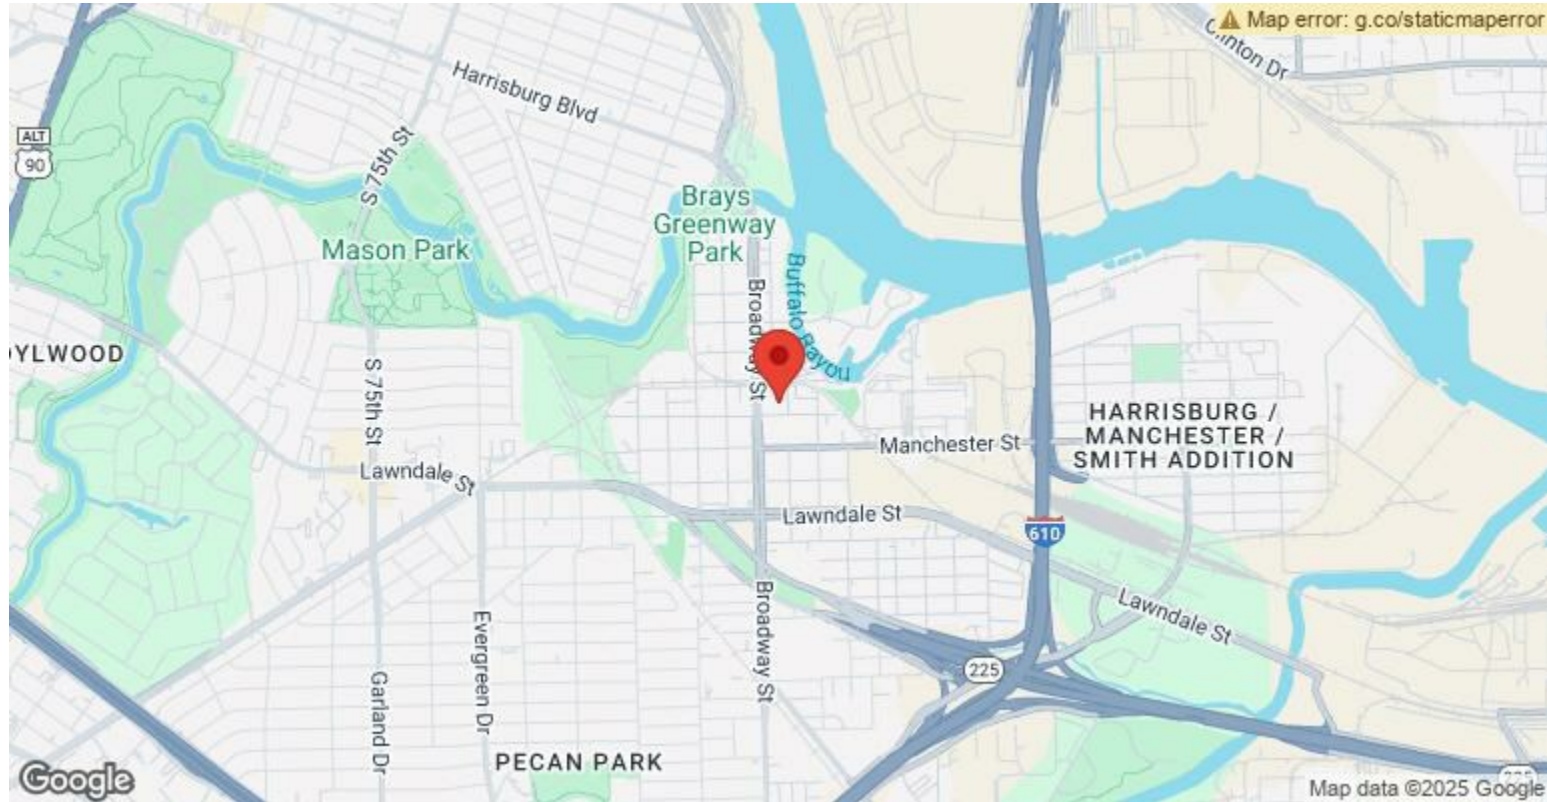 Map error: g.co/staticmaperror
Clinton Dr
Harrisburg Blvd
ALT
90
S 75th St
Brays
Greenway
Park
Mason Park
Buffalo Bayou
Broadway St
DYLWOOD
S 75th St
HARRISBURG /
MANCHESTER /
SMITH ADDITION
Manchester St
Lawndale St
Lawndale St
610
Lawndale St
Broadway St
Evergreen Dr
225
Garland Dr
PECAN PARK
225
Google
Map data ©2025 Google